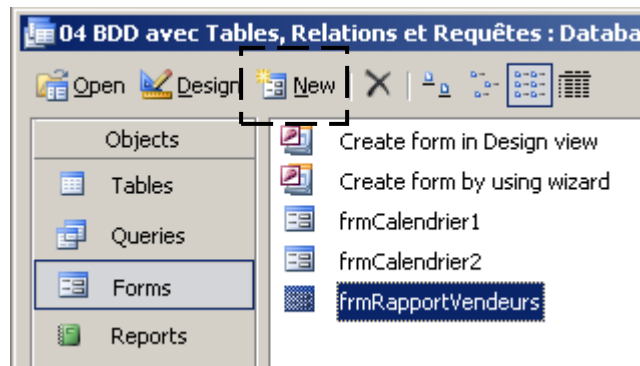 04 BDD avec Tables, Relations et Requêtes : Databa
Open Design New
Objects
Tables
Queries
Forms
Reports
Create form in Design view
Create form by using wizard
frmCalendrier1
frmCalendrier2
frmRapportVendeurs